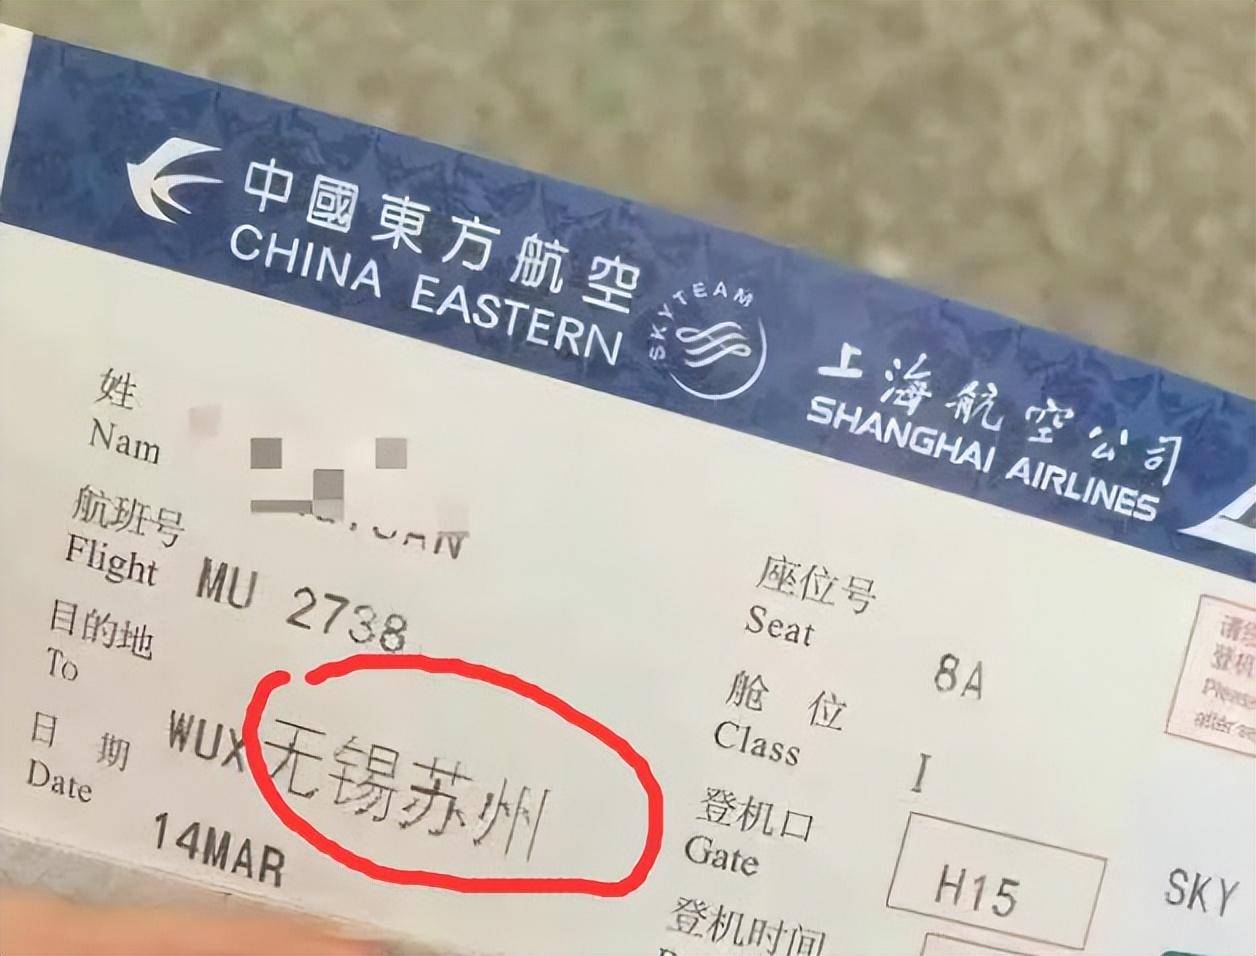 中國東方航空
CHINA EASTERN
SKYTEAM
上海航空公司
SHANGHAI AIRLINES
姓
Nam
航班号
Flight MU 2738
目的地
To WUX 无锡苏州
日 期
Date 14MAR
座位号
Seat 8A
舱 位
Class I
登机口
Gate H15
SKY
登机时间